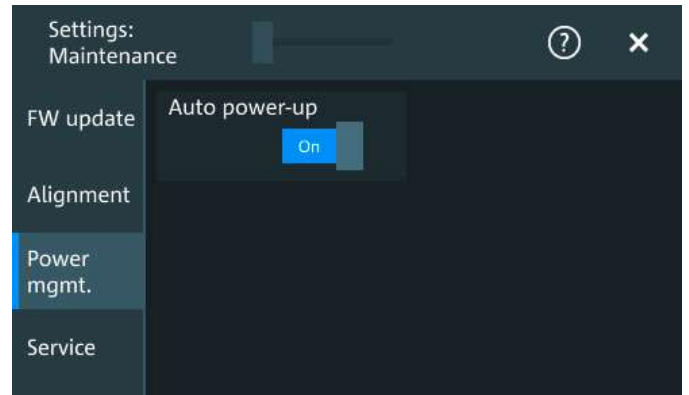 Settings:
Maintenance
?
×
FW update
Auto power-up
On
Alignment
Power
mgmt.
Service